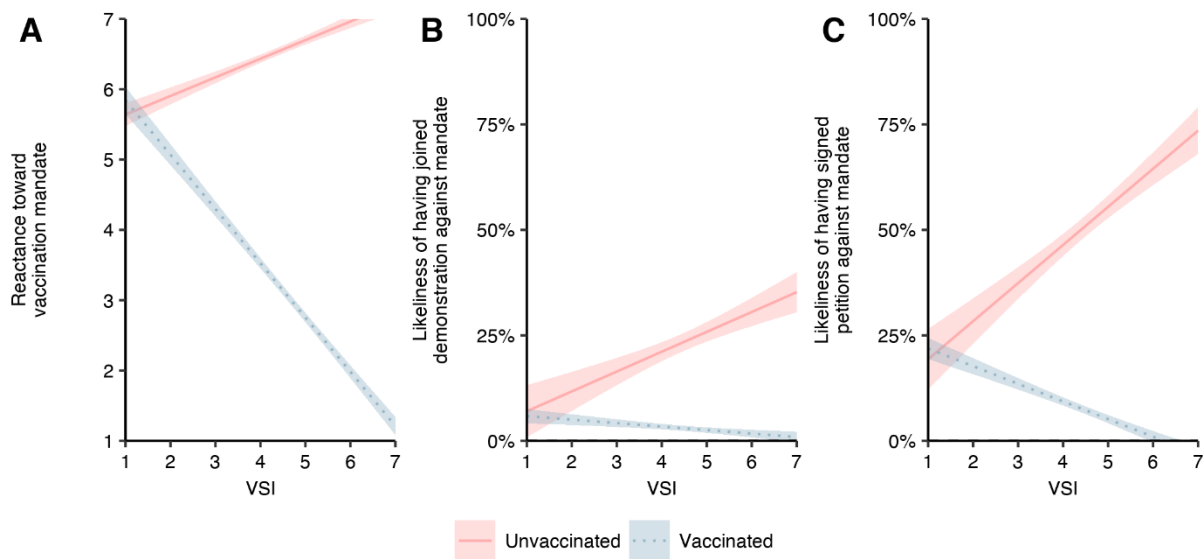 A
Reactance toward
vaccination mandate
7
6
5
4
3
2
1
1 2 3 4 5 6 7
VSI
B
Likeliness of having joined
demonstration against mandate
100%
75%
50%
25%
0%
1 2 3 4 5 6 7
VSI
C
Likeliness of having signed
petition against mandate
100%
75%
50%
25%
0%
1 2 3 4 5 6 7
VSI
Unvaccinated Vaccinated